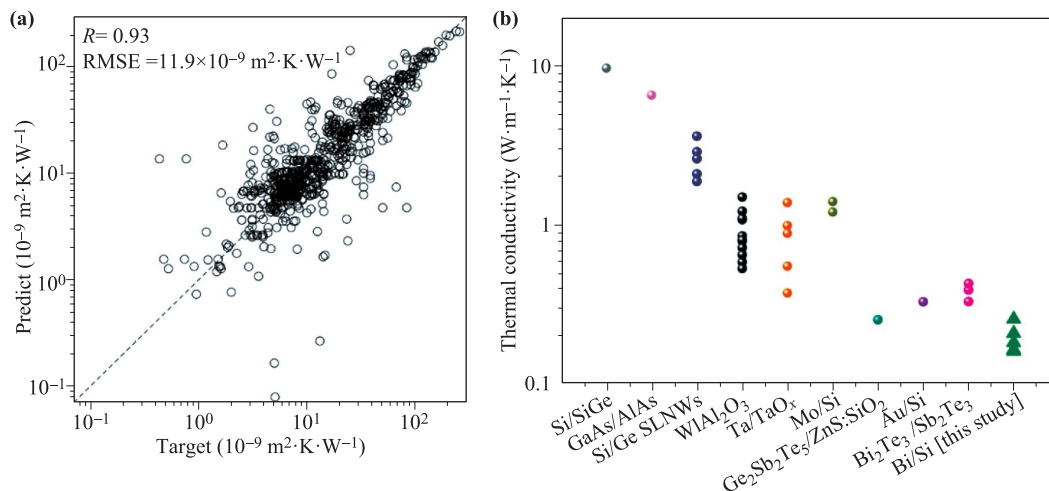 (a)
R= 0.93
RMSE =11.9×10⁻⁹ m²·K·W⁻¹
Predict (10⁻⁹ m²·K·W⁻¹)
10²
10¹
10⁰
10⁻¹
10⁻¹
10⁰
10¹
10²
Target (10⁻⁹ m²·K·W⁻¹)
(b)
Thermal conductivity (W·m⁻¹·K⁻¹)
10
1
0.1
Si/SiGe
GaAs/AlAs
Si/Ge SLNWs
WlAl₂O₃
Ta/TaOₓ
Mo/Si
Ge₂Sb₂Te₅/ZnS:SiO₂
Au/Si
Bi₂Te₃/Sb₂Te₃
Bi/Si [this study]